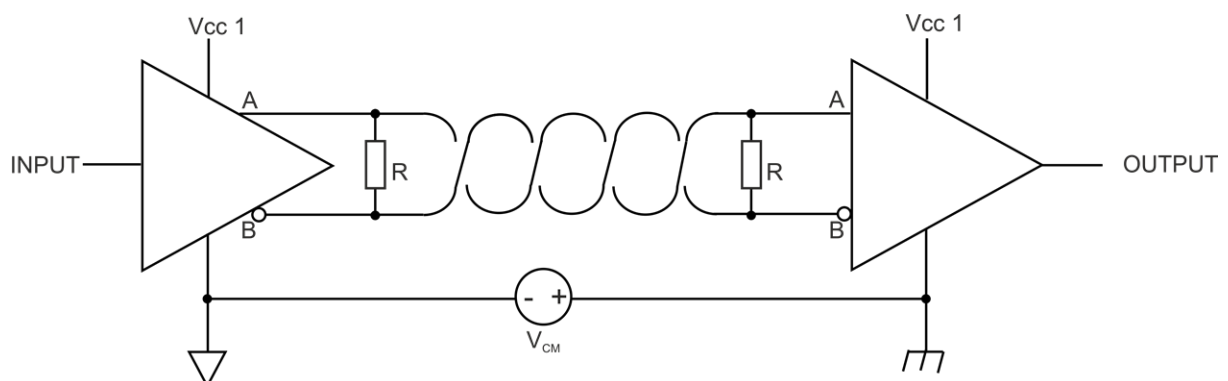 Vcc 1
Vcc 1
A
A
R
R
INPUT
OUTPUT
B
B
- +
VCM